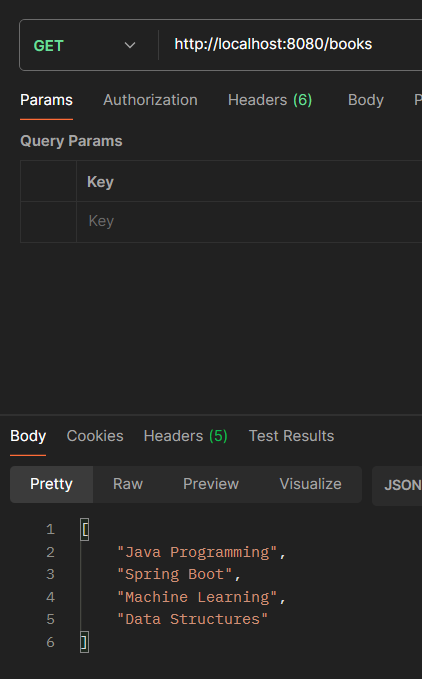 GET http://localhost:8080/books
Params Authorization Headers (6) Body
Query Params
Key
Key
Body Cookies Headers (5) Test Results
Pretty Raw Preview Visualize JSON
1 [
2 "Java Programming",
3 "Spring Boot",
4 "Machine Learning",
5 "Data Structures"
6 ]